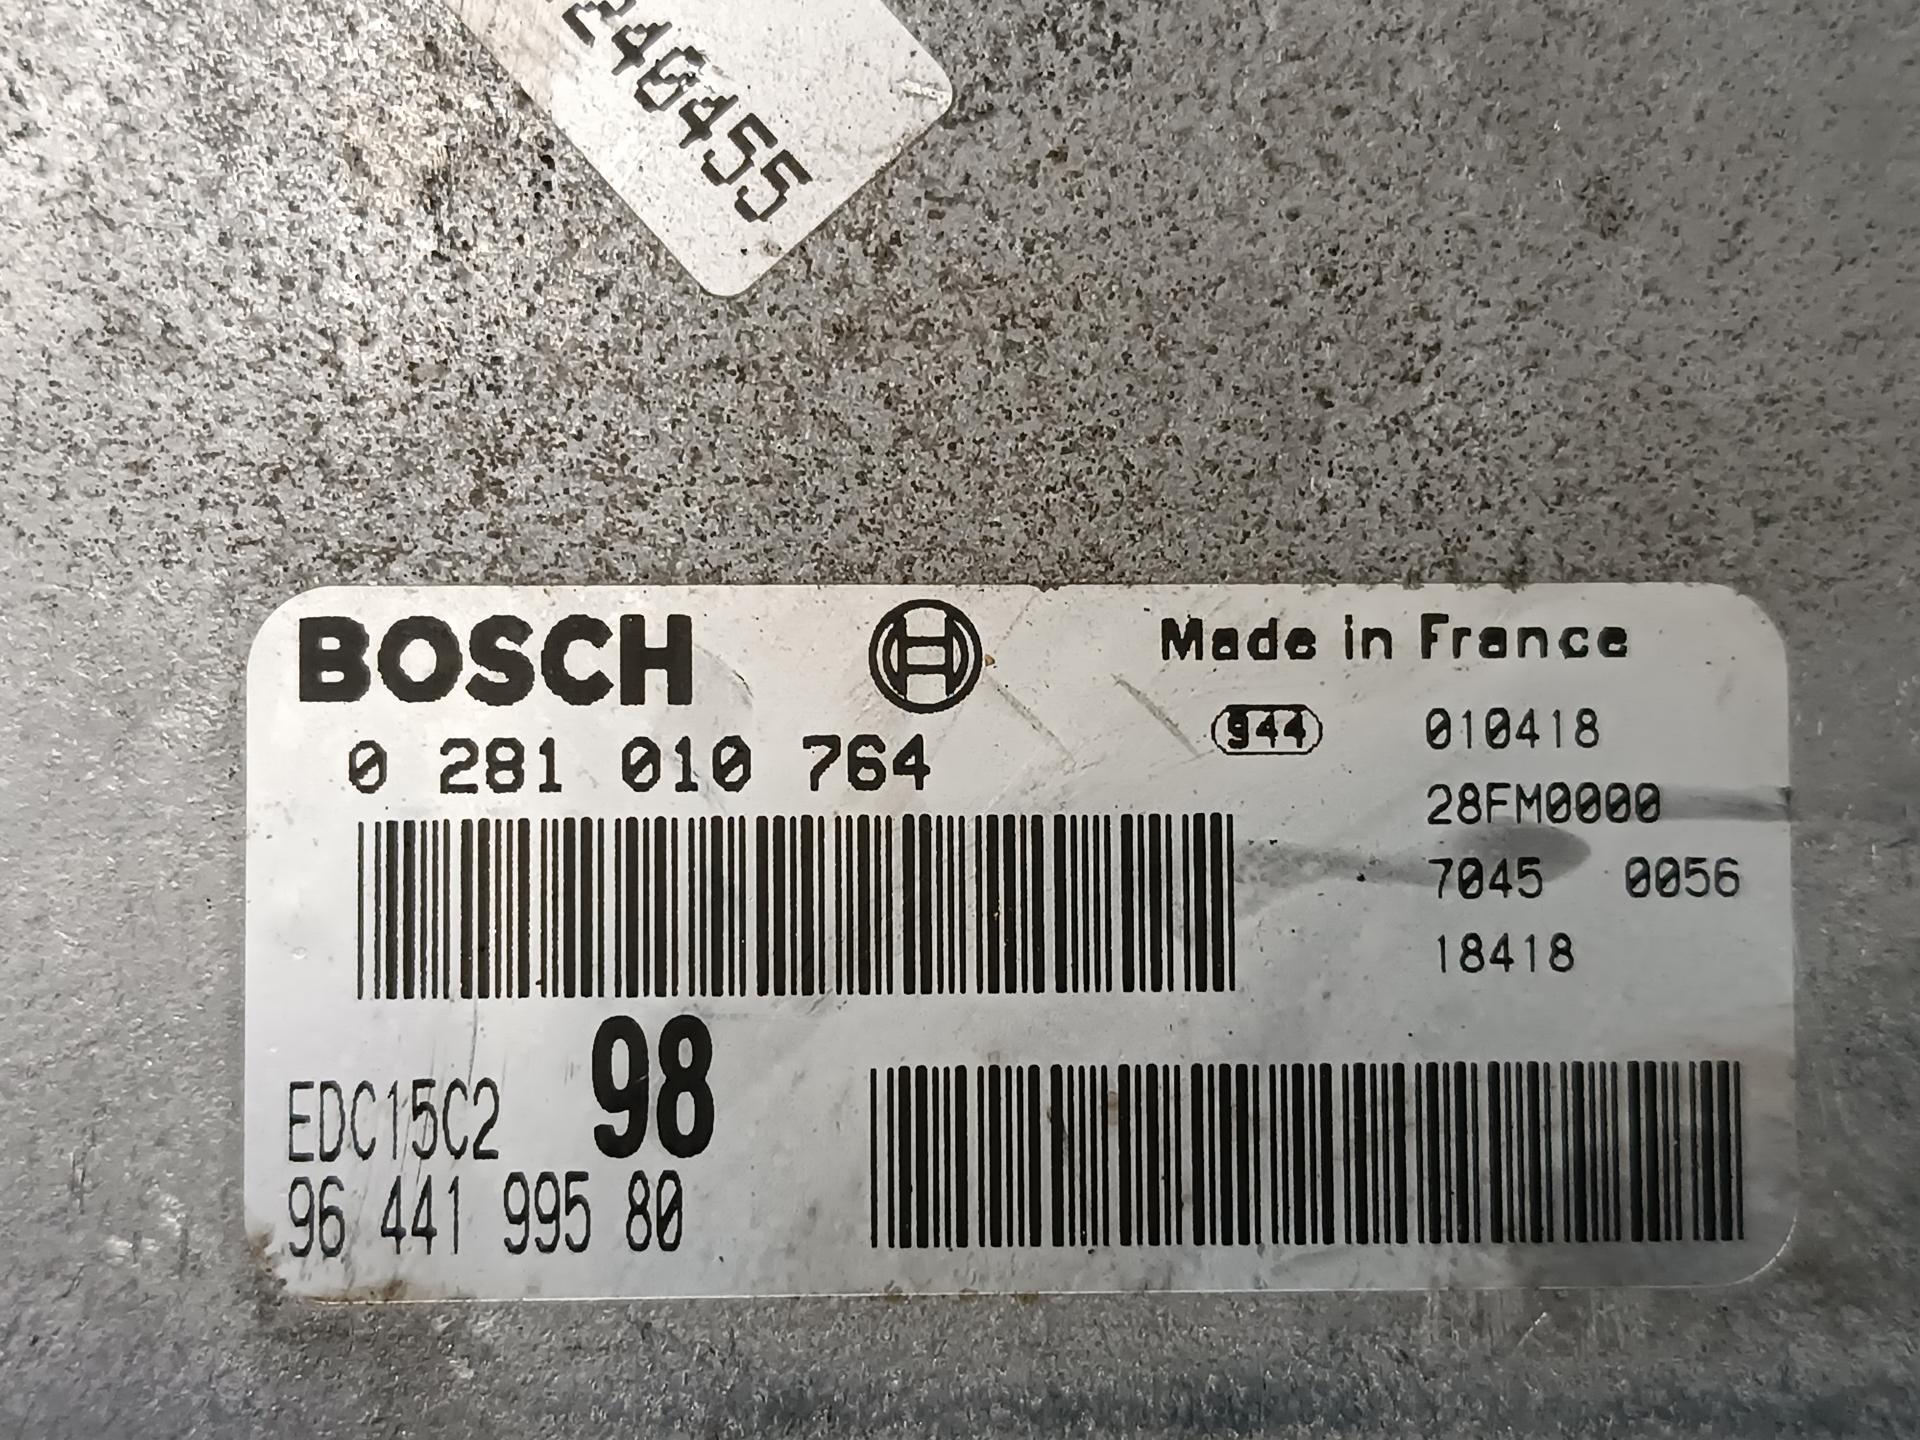 240455
BOSCH Made in France
0 281 010 764 944 010418
28FM0000
7045 0056
18418
EDC15C2 98
96 441 995 80